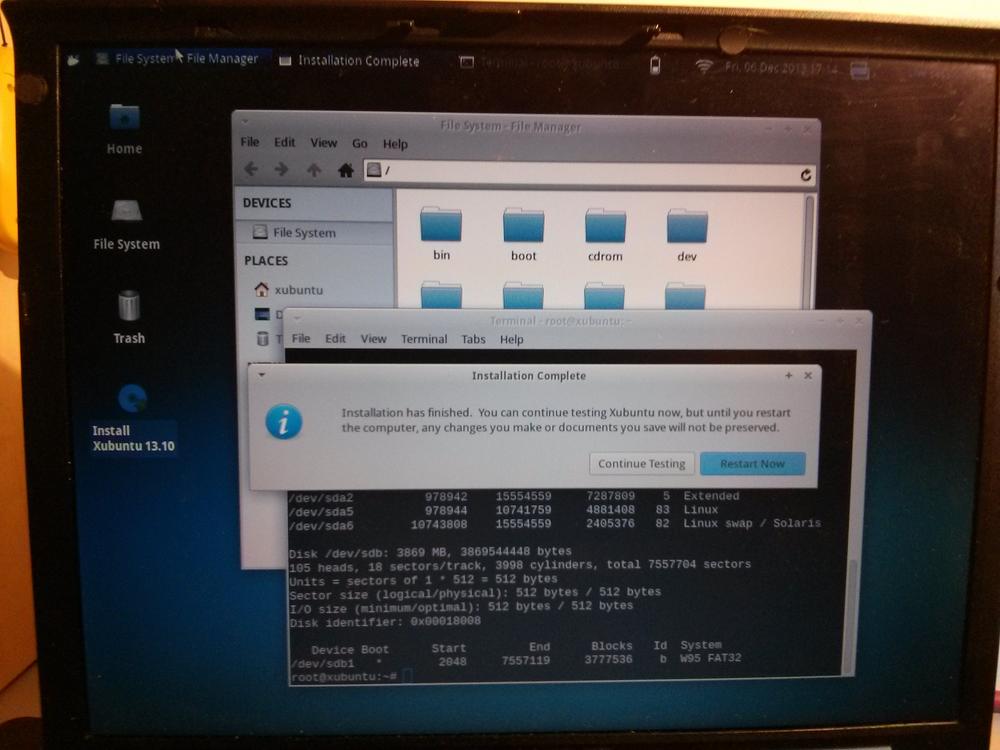 File System - File Manager
Installation Complete
Terminal - root@xubuntu:
Fri, 06 Dec 2013 17:14
Home
File System
Trash
Install
Xubuntu 13.10
File System - File Manager
File Edit View Go Help
/
DEVICES
File System
PLACES
xubuntu
D
T
bin boot cdrom dev
Terminal - root@xubuntu: ~
File Edit View Terminal Tabs Help
Installation Complete
Installation has finished. You can continue testing Xubuntu now, but until you restart
the computer, any changes you make or documents you save will not be preserved.
Continue Testing Restart Now
/dev/sda2 978942 15554559 7287809 5 Extended
/dev/sda5 978944 10741759 4881408 83 Linux
/dev/sda6 10743808 15554559 2405376 82 Linux swap / Solaris
Disk /dev/sdb: 3869 MB, 3869544448 bytes
105 heads, 18 sectors/track, 3998 cylinders, total 7557704 sectors
Units = sectors of 1 * 512 = 512 bytes
Sector size (logical/physical): 512 bytes / 512 bytes
I/O size (minimum/optimal): 512 bytes / 512 bytes
Disk identifier: 0x00018008
Device Boot Start End Blocks Id System
/dev/sdb1 * 2048 7557119 3777536 b W95 FAT32
root@xubuntu:~#